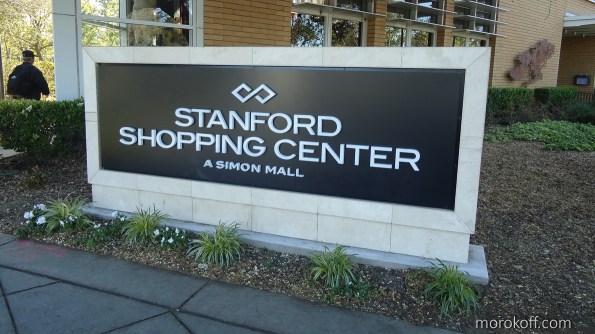 STANFORD
SHOPPING CENTER
A SIMON MALL
morokoff.com